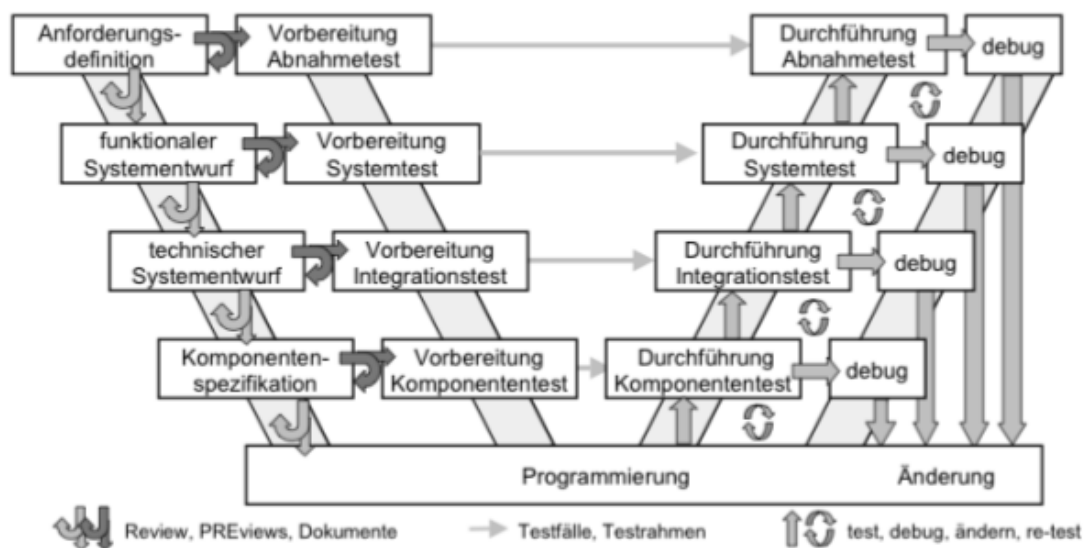 Anforderungs-
definition
Vorbereitung
Abnahmetest
Durchführung
Abnahmetest
debug
funktionaler
Systementwurf
Vorbereitung
Systemtest
Durchführung
Systemtest
debug
technischer
Systementwurf
Vorbereitung
Integrationstest
Durchführung
Integrationstest
debug
Komponenten-
spezifikation
Vorbereitung
Komponententest
Durchführung
Komponententest
debug
Programmierung
Änderung
Review, PREviews, Dokumente
Testfälle, Testrahmen
test, debug, ändern, re-test